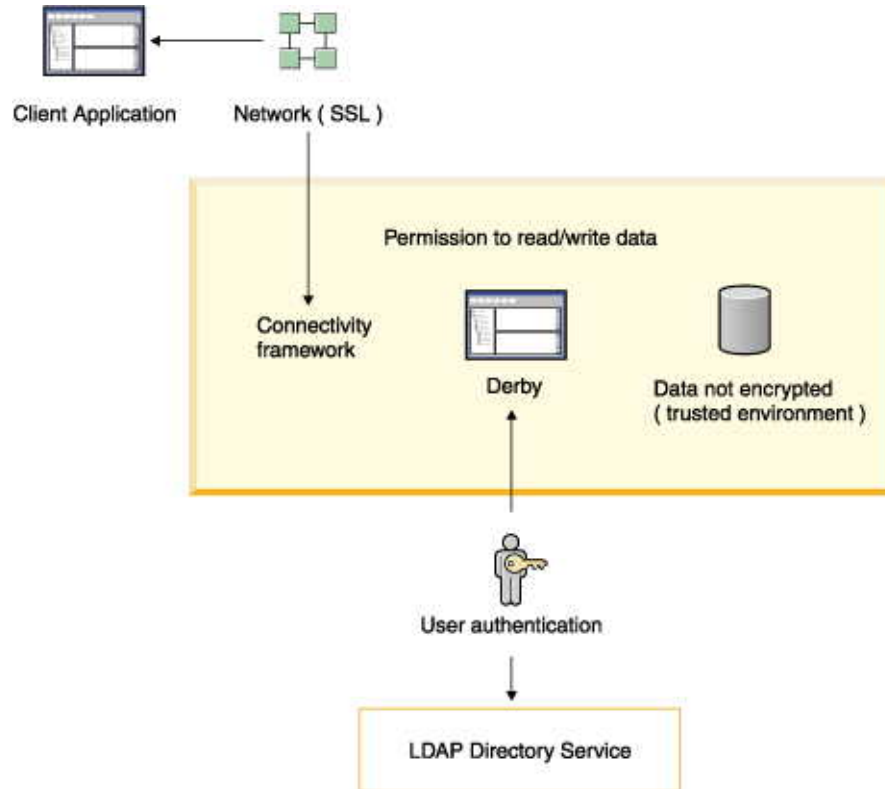 Client Application
Network ( SSL )
Permission to read/write data
Connectivity
framework
Derby
Data not encrypted
( trusted environment )
User authentication
LDAP Directory Service